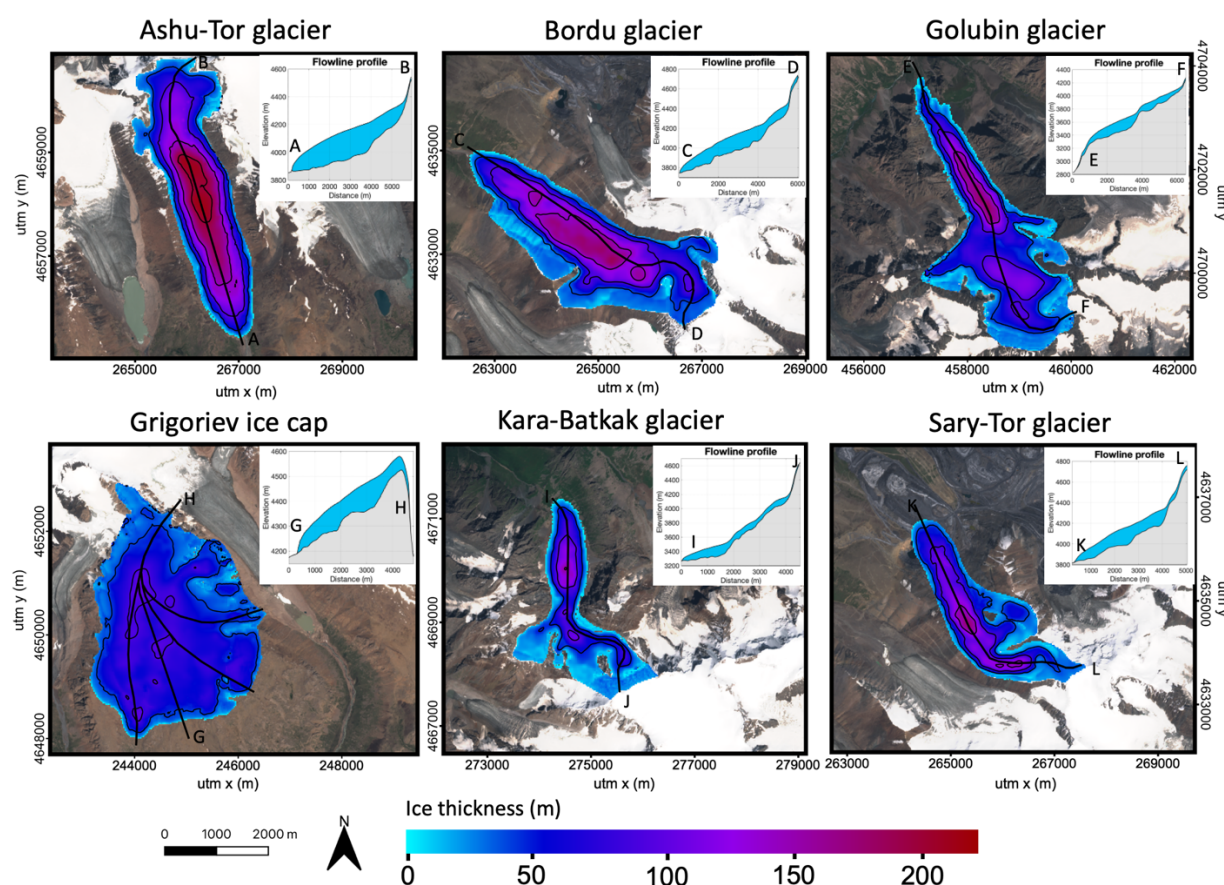 Ashu-Tor glacier
Bordu glacier
Golubin glacier
B
Flowline profile
B
A
4600
4400
4200
4000
3800
Elevation (m)
0 1000 2000 3000 4000 5000
Distance (m)
A
4659000
4657000
utm y (m)
265000 267000 269000
utm x (m)
C
Flowline profile
D
C
4800
4600
4400
4200
4000
3800
Elevation (m)
0 1000 2000 3000 4000 5000 6000
Distance (m)
D
4635000
4633000
263000 265000 267000 269000
utm x (m)
E
Flowline profile
F
E
4400
4200
4000
3800
3600
3400
3200
3000
2800
Elevation (m)
0 2000 4000 6000
Distance (m)
F
4704000
4702000
4700000
utm y (m)
456000 458000 460000 462000
utm x (m)
Grigoriev ice cap
Kara-Batkak glacier
Sary-Tor glacier
H
Flowline profile
G
H
4600
4500
4400
4300
4200
Elevation (m)
0 1000 2000 3000 4000
Distance (m)
G
4652000
4650000
4648000
utm y (m)
244000 246000 248000
utm x (m)
I
Flowline profile
J
I
4800
4600
4400
4200
4000
3800
3600
3400
3200
Elevation (m)
0 1000 2000 3000 4000
Distance (m)
J
4671000
4669000
4667000
273000 275000 277000 279000
utm x (m)
K
Flowline profile
L
K
4800
4600
4400
4200
4000
3800
Elevation (m)
1000 2000 3000 4000 5000
Distance (m)
L
4637000
4635000
4633000
utm y (m)
263000 265000 267000 269000
utm x (m)
Ice thickness (m)
0 1000 2000 m
N
0 50 100 150 200